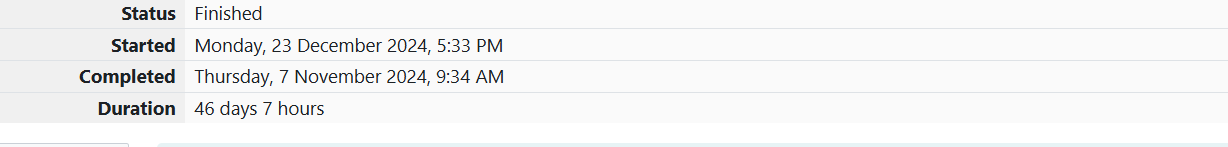 Status Finished
Started Monday, 23 December 2024, 5:33 PM
Completed Thursday, 7 November 2024, 9:34 AM
Duration 46 days 7 hours